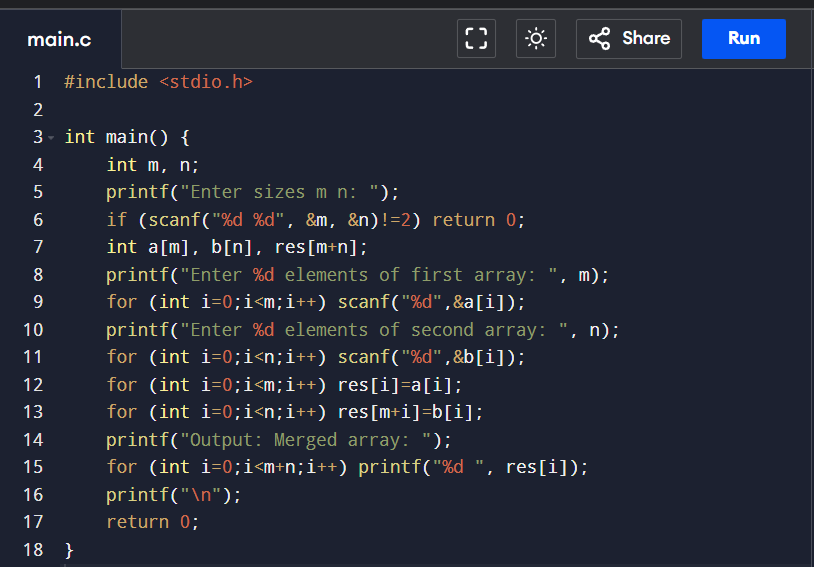 main.c
Share
Run
1 #include <stdio.h>
2
3 int main() {
4     int m, n;
5     printf("Enter sizes m n: ");
6     if (scanf("%d %d", &m, &n)!=2) return 0;
7     int a[m], b[n], res[m+n];
8     printf("Enter %d elements of first array: ", m);
9     for (int i=0;i<m;i++) scanf("%d",&a[i]);
10     printf("Enter %d elements of second array: ", n);
11     for (int i=0;i<n;i++) scanf("%d",&b[i]);
12     for (int i=0;i<m;i++) res[i]=a[i];
13     for (int i=0;i<n;i++) res[m+i]=b[i];
14     printf("Output: Merged array: ");
15     for (int i=0;i<m+n;i++) printf("%d ", res[i]);
16     printf("\n");
17     return 0;
18 }